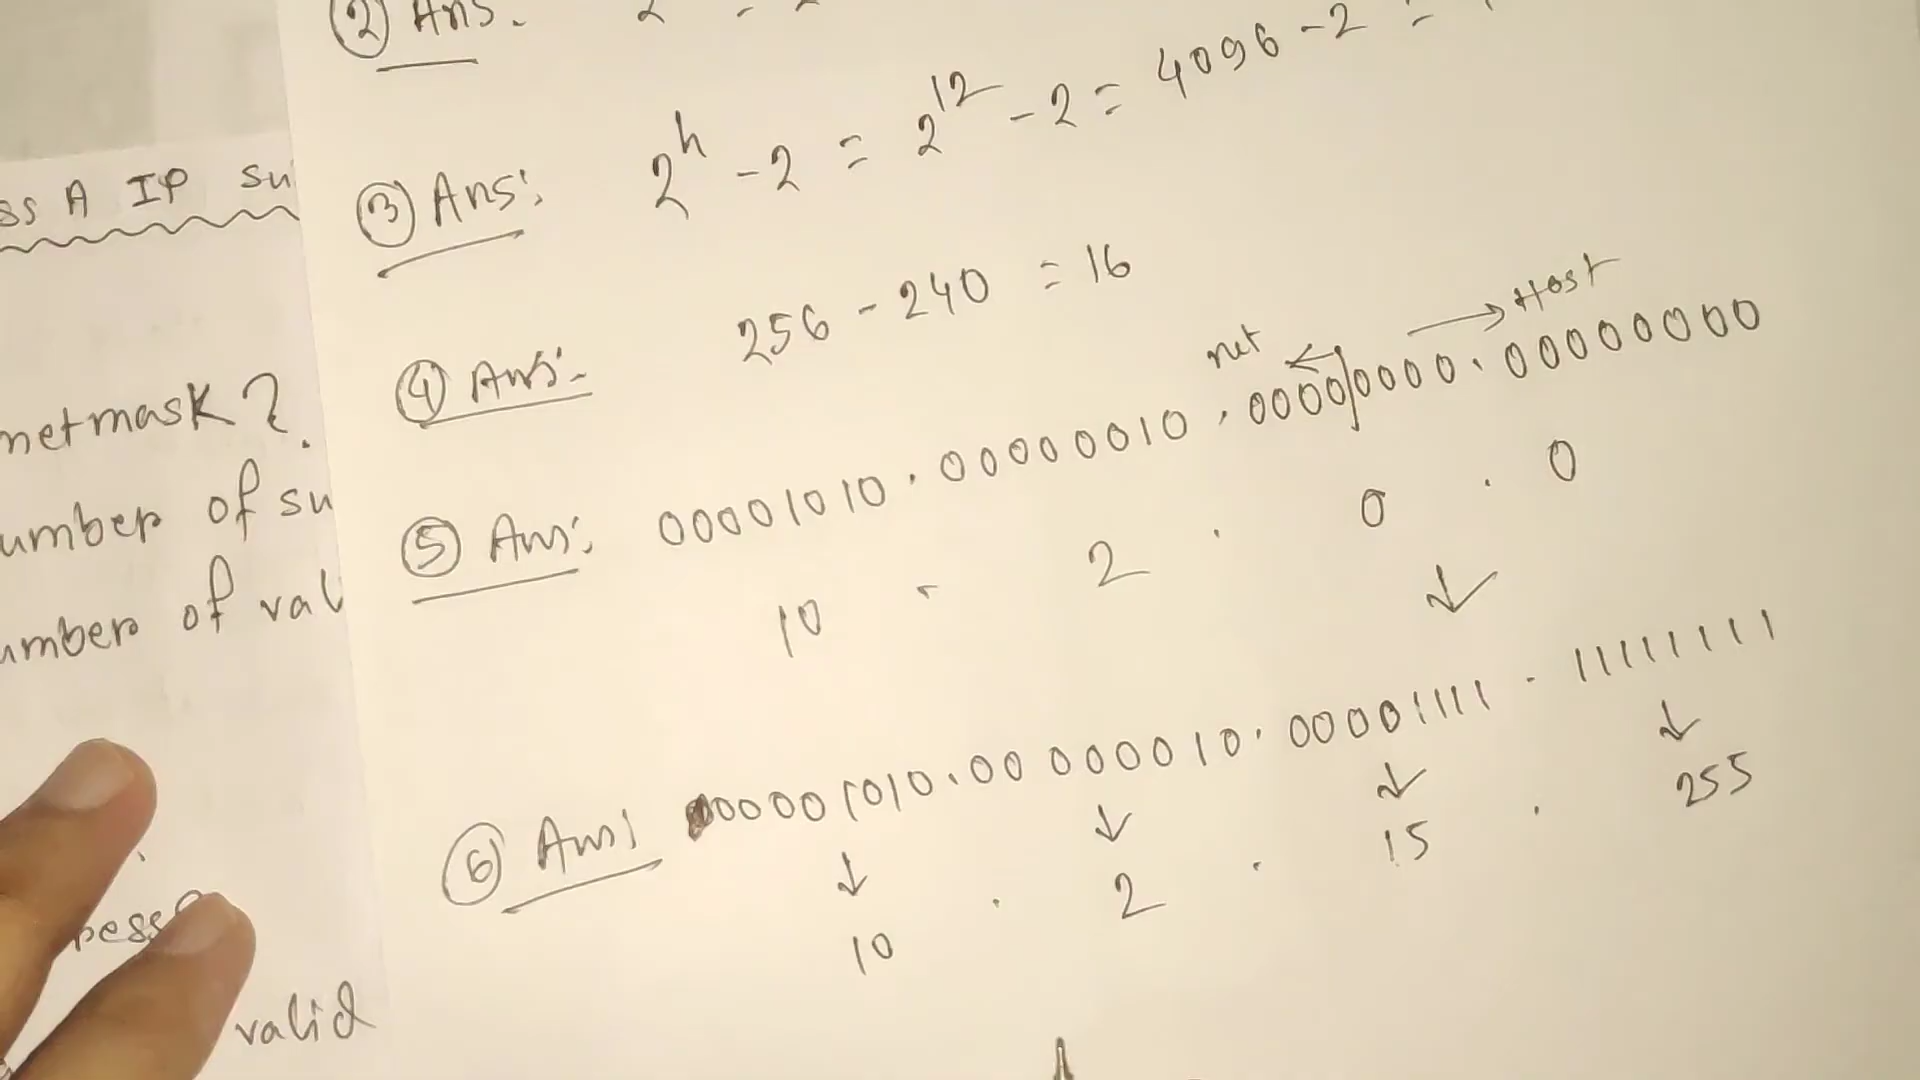 ② Ans.
③ Ans: 2^h - 2 = 2^12 - 2 = 4096 - 2 =
④ Ans:- 256 - 240 = 16
net ← → Host
⑤ Ans: 00001010.00000010.0000|0000.00000000
10 . 2 . 0 . 0
⑥ Ans: 00001010.00000010.00001111.11111111
10 . 2 . 15 . 255
ss A IP su
netmask?
umber of su
umber of val
valid